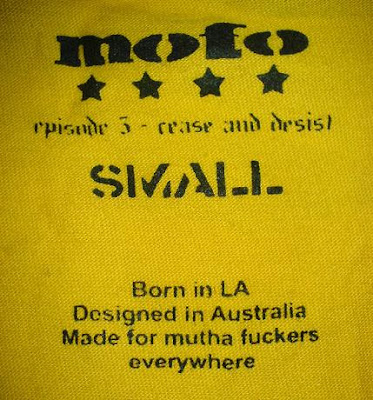 mofo
episode 3 - cease and desist
SMALL
Born in LA
Designed in Australia
Made for mutha fuckers
everywhere